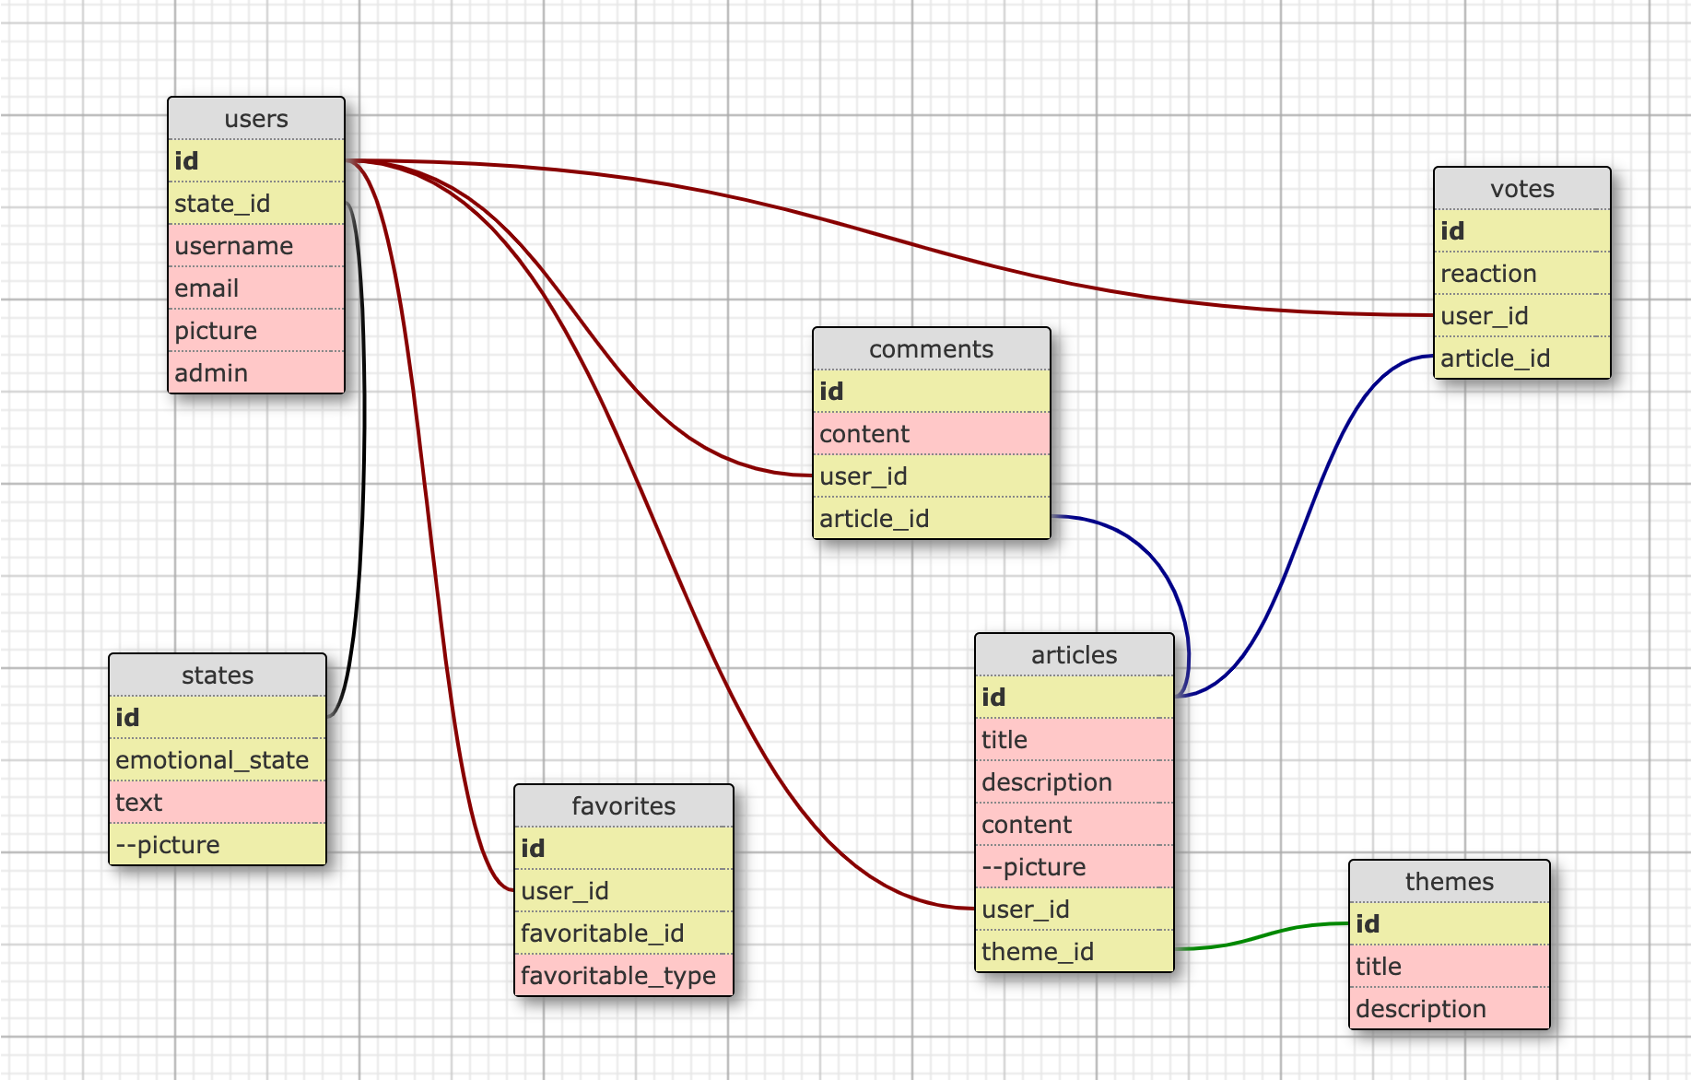 users
id
state_id
username
email
picture
admin
votes
id
reaction
user_id
article_id
comments
id
content
user_id
article_id
states
id
emotional_state
text
--picture
favorites
id
user_id
favoritable_id
favoritable_type
articles
id
title
description
content
--picture
user_id
theme_id
themes
id
title
description